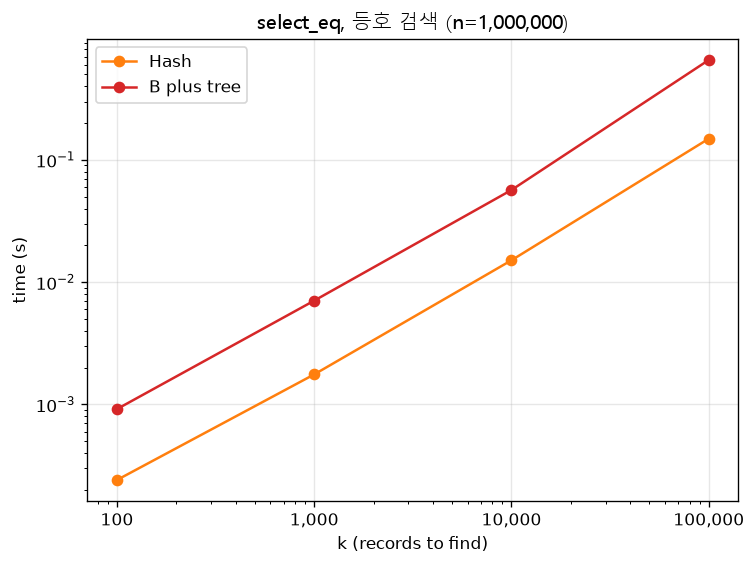 select_eq, 등호 검색 (n=1,000,000)
Hash
B plus tree
10⁻¹
10⁻²
10⁻³
time (s)
100
1,000
10,000
100,000
k (records to find)